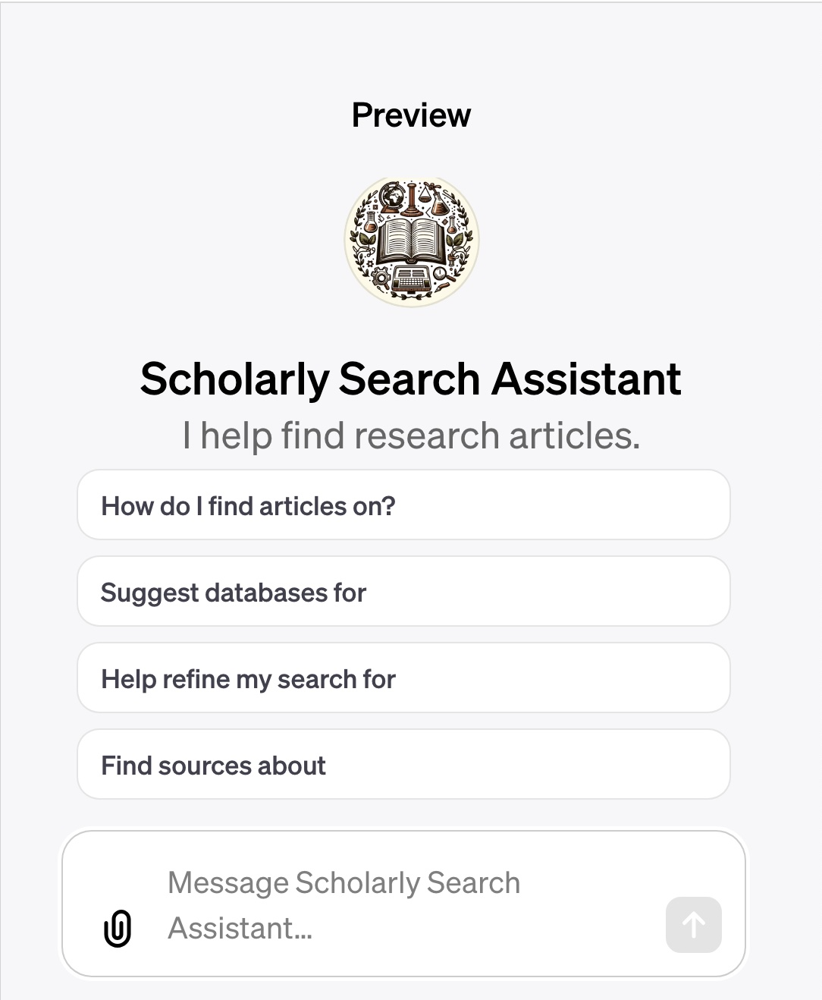 Preview
Scholarly Search Assistant
I help find research articles.
How do I find articles on?
Suggest databases for
Help refine my search for
Find sources about
Message Scholarly Search
Assistant...